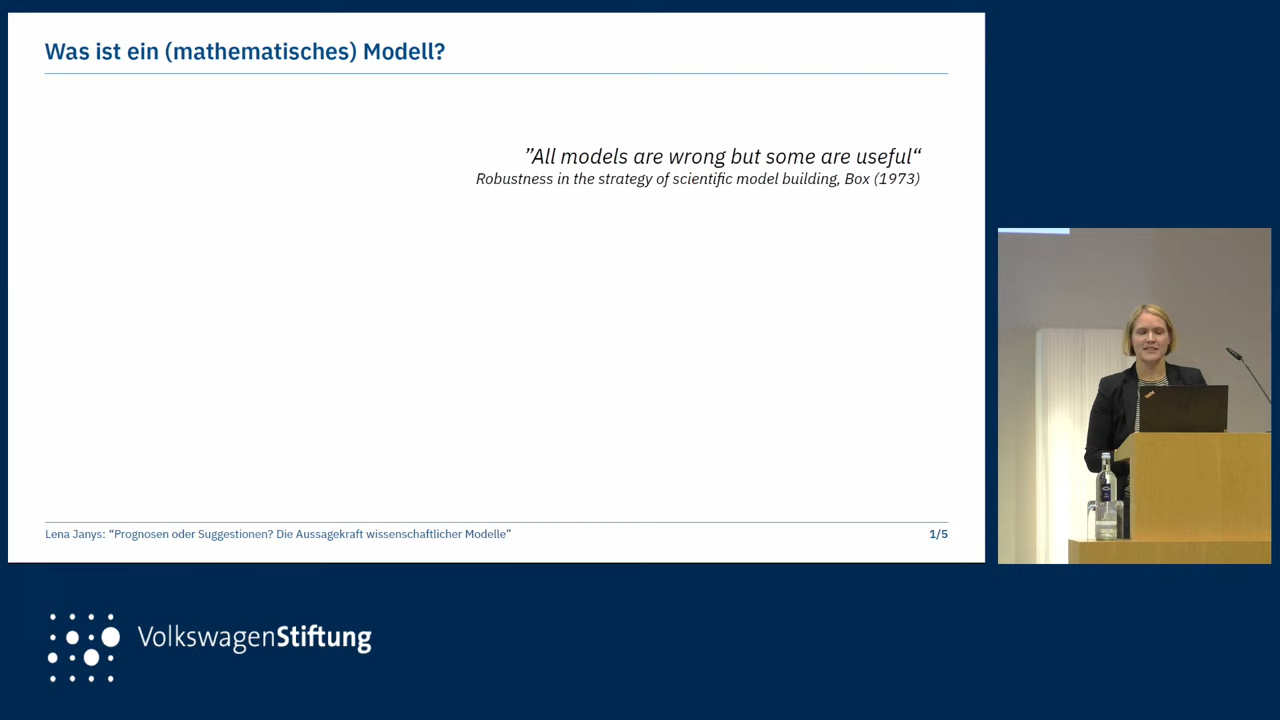 Was ist ein (mathematisches) Modell?
”All models are wrong but some are useful“
Robustness in the strategy of scientific model building, Box (1973)
Lena Janys: “Prognosen oder Suggestionen? Die Aussagekraft wissenschaftlicher Modelle”
1/5
VolkswagenStiftung